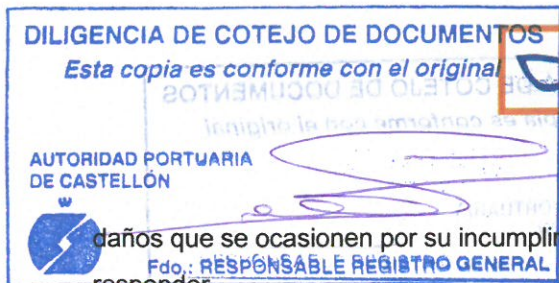 DILIGENCIA DE COTEJO DE DOCUMENTOS
Esta copia es conforme con el original
AUTORIDAD PORTUARIA
DE CASTELLÓN
daños que se ocasionen por su
Fdo.: RESPONSABLE REGISTRO GENERAL
responder